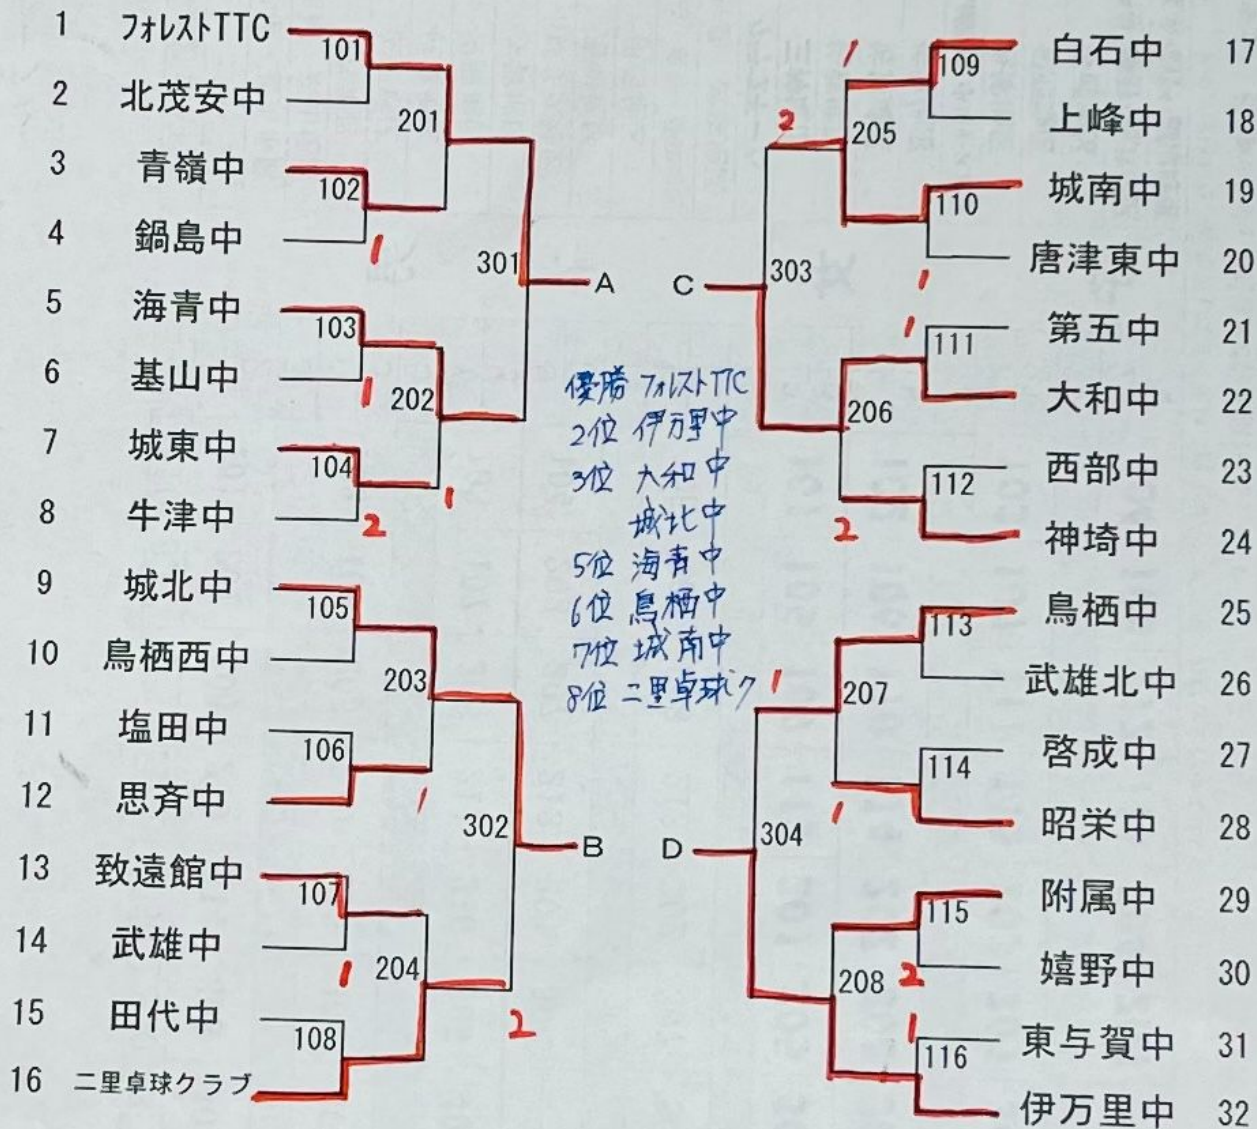 1 フォレストTTC
101
2 北茂安中
201
3 青嶺中
102
4 鍋島中
1
301
A
5 海青中
103
6 基山中
1
202
7 城東中
104
1
8 牛津中
2
9 城北中
105
10 鳥栖西中
203
11 塩田中
106
12 思斉中
1
302
B
13 致遠館中
107
14 武雄中
1
204
15 田代中
108
2
16 二里卓球クラブ
優勝 フォレストTTC
2位 伊万里中
3位 大和中
城北中
5位 海青中
6位 鳥栖中
7位 城南中
8位 二里卓球ク
1
109
白石中 17
2
205
上峰中 18
110
城南中 19
C
303
唐津東中 20
1
1
111
第五中 21
206
大和中 22
112
西部中 23
2
神埼中 24
113
鳥栖中 25
1
207
武雄北中 26
114
啓成中 27
1
昭栄中 28
D
304
115
附属中 29
208
2
嬉野中 30
1
116
東与賀中 31
伊万里中 32